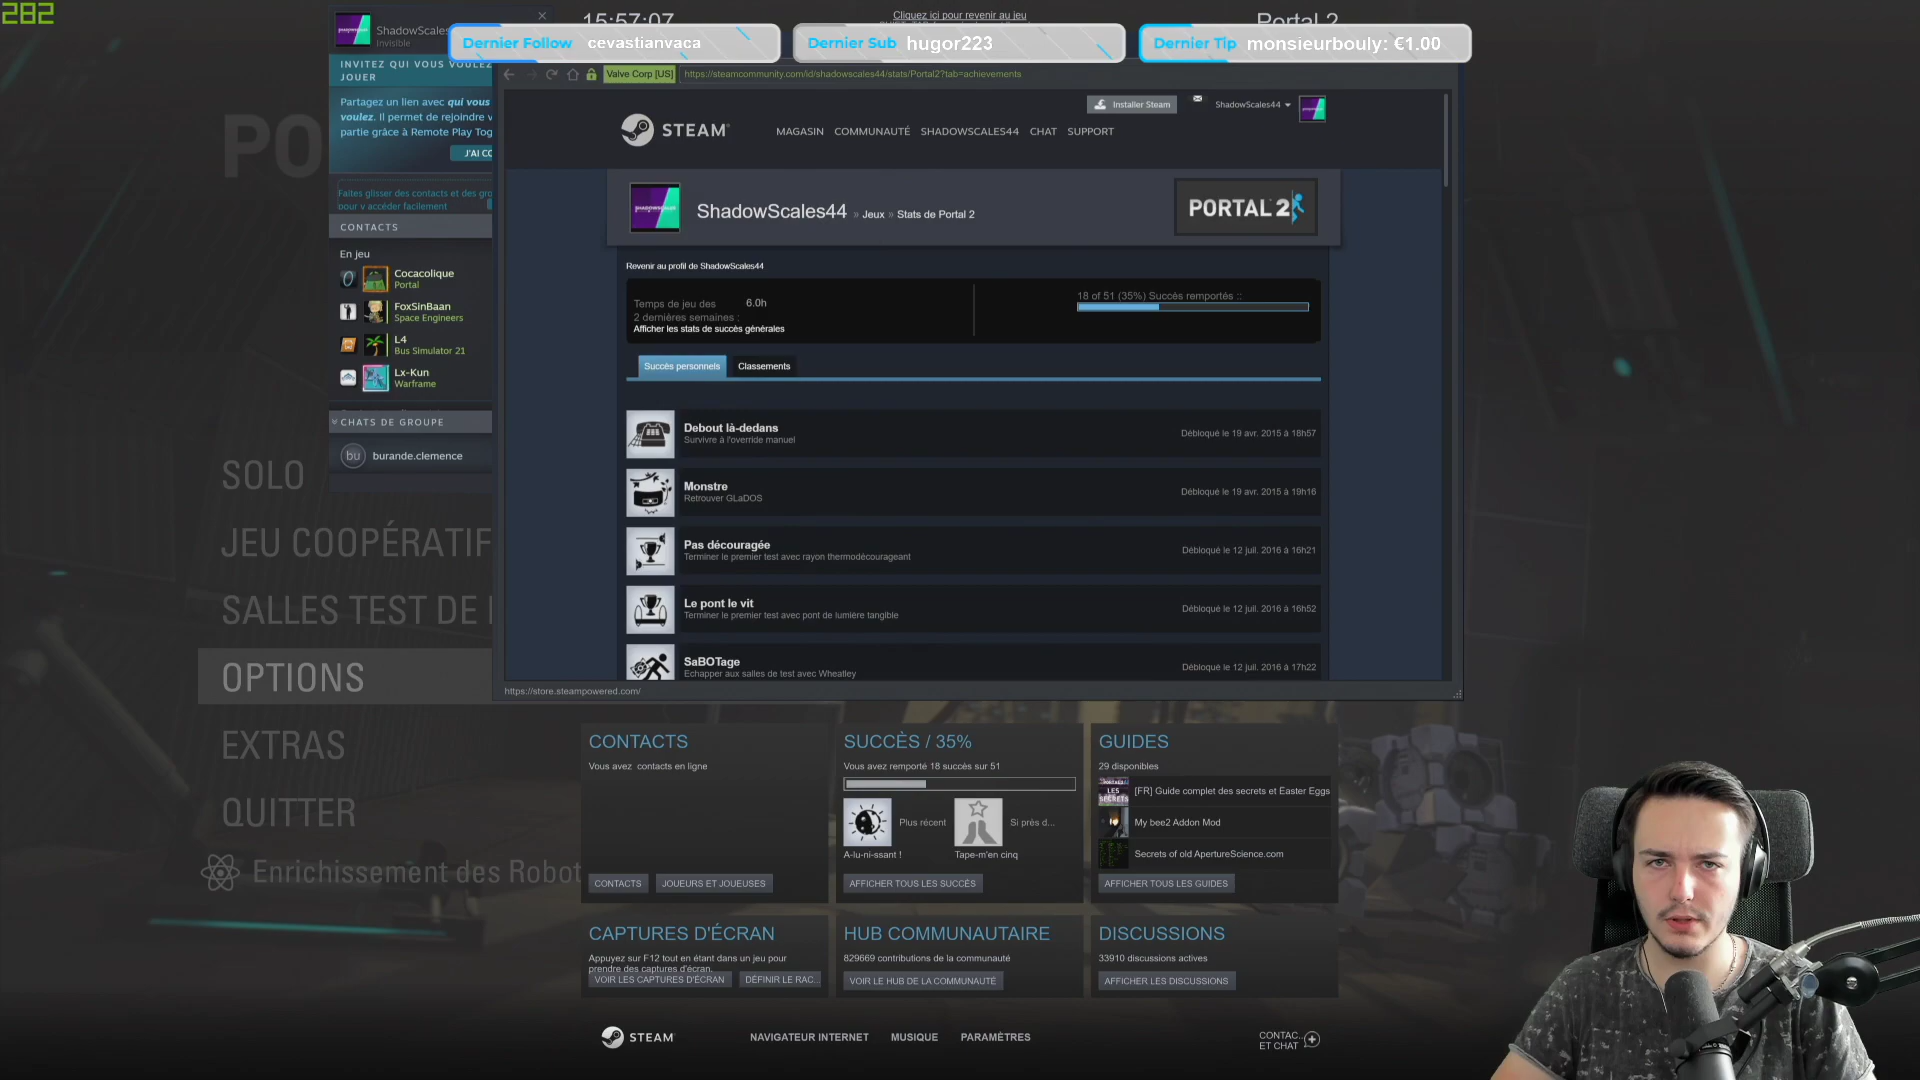 282
ShadowScales
Invisible
15:57:07
Cliquez ici pour revenir au jeu
Portal 2
Dernier Follow cevastianvaca
Dernier Sub hugor223
Dernier Tip monsieurbouly: €1.00
INVITEZ QUI VOUS VOULEZ
JOUER
Partagez un lien avec qui vous
voulez. Il permet de rejoindre v
partie grâce à Remote Play Tog
J'AI CO
Faites glisser des contacts et des gro
pour y accéder facilement
CONTACTS
En jeu
Cocacolique
Portal
FoxSinBaan
Space Engineers
L4
Bus Simulator 21
Lx-Kun
Warframe
CHATS DE GROUPE
bu burande.clemence
Valve Corp [US] https://steamcommunity.com/id/shadowscales44/stats/Portal2?tab=achievements
Installer Steam
ShadowScales44
STEAM
MAGASIN COMMUNAUTÉ SHADOWSCALES44 CHAT SUPPORT
ShadowScales44 » Jeux » Stats de Portal 2
PORTAL 2
Revenir au profil de ShadowScales44
Temps de jeu des
2 dernières semaines :
6.0h
Afficher les stats de succès générales
18 of 51 (35%) Succès remportés ::
Succès personnels Classements
Debout là-dedans
Survivre à l'override manuel
Débloqué le 19 avr. 2015 à 18h57
Monstre
Retrouver GLaDOS
Débloqué le 19 avr. 2015 à 19h16
Pas découragée
Terminer le premier test avec rayon thermodécourageant
Débloqué le 12 juil. 2016 à 16h21
Le pont le vit
Terminer le premier test avec pont de lumière tangible
Débloqué le 12 juil. 2016 à 16h52
SaBOTage
Echapper aux salles de test avec Wheatley
Débloqué le 12 juil. 2016 à 17h22
https://store.steampowered.com/
PO
SOLO
JEU COOPÉRATIF
SALLES TEST DE
OPTIONS
EXTRAS
QUITTER
Enrichissement des Robot
CONTACTS
Vous avez contacts en ligne
CONTACTS
JOUEURS ET JOUEUSES
SUCCÈS / 35%
Vous avez remporté 18 succès sur 51
Plus récent
Si près d...
A-lu-ni-ssant !
Tape-m'en cinq
AFFICHER TOUS LES SUCCÈS
GUIDES
29 disponibles
LES
SECRETS
[FR] Guide complet des secrets et Easter Eggs
My bee2 Addon Mod
Secrets of old ApertureScience.com
AFFICHER TOUS LES GUIDES
CAPTURES D'ÉCRAN
Appuyez sur F12 tout en étant dans un jeu pour
prendre des captures d'écran.
VOIR LES CAPTURES D'ÉCRAN
DÉFINIR LE RAC...
HUB COMMUNAUTAIRE
829669 contributions de la communauté
VOIR LE HUB DE LA COMMUNAUTÉ
DISCUSSIONS
33910 discussions actives
AFFICHER LES DISCUSSIONS
STEAM
NAVIGATEUR INTERNET
MUSIQUE
PARAMÈTRES
CONTAC...
ET CHAT